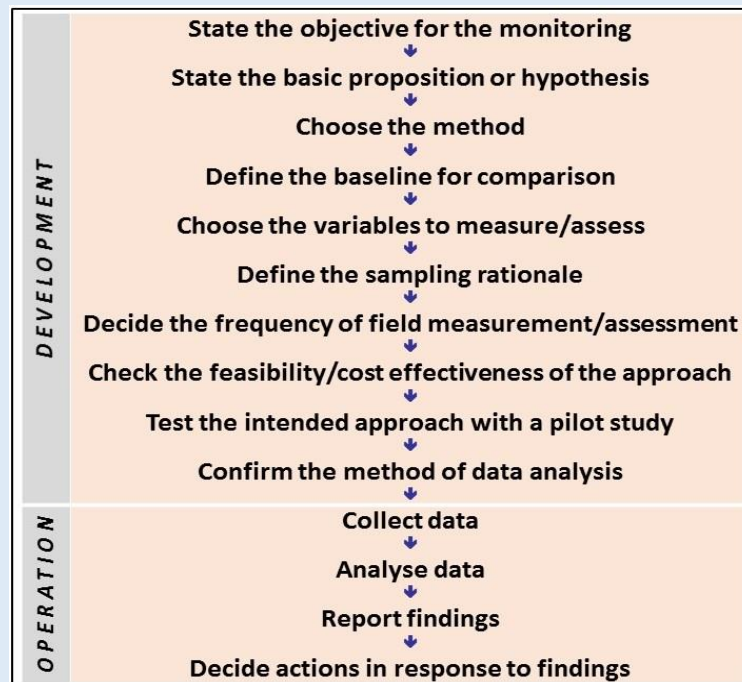 DEVELOPMENT
State the objective for the monitoring
State the basic proposition or hypothesis
Choose the method
Define the baseline for comparison
Choose the variables to measure/assess
Define the sampling rationale
Decide the frequency of field measurement/assessment
Check the feasibility/cost effectiveness of the approach
Test the intended approach with a pilot study
Confirm the method of data analysis
OPERATION
Collect data
Analyse data
Report findings
Decide actions in response to findings